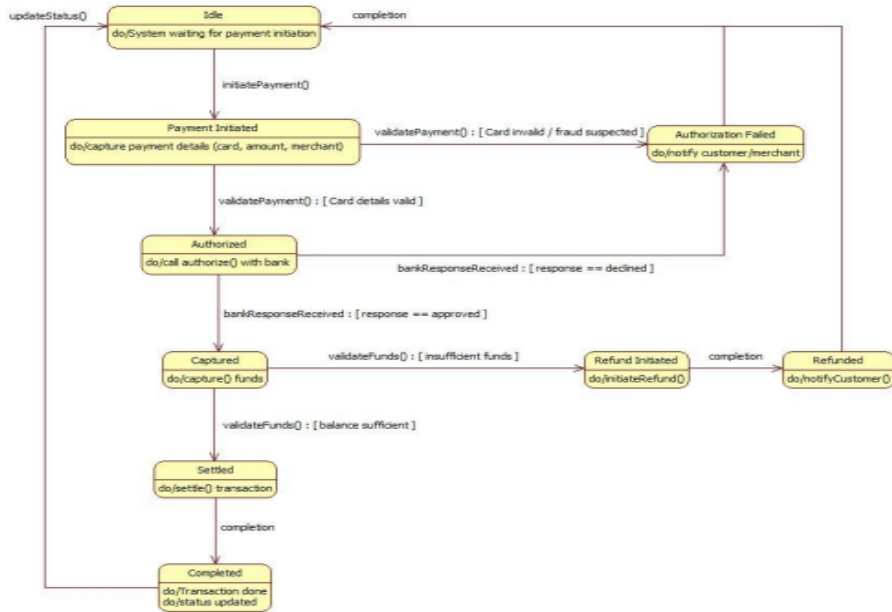 updateStatus()
Idle
completion
do/System waiting for payment initiation
initiatePayment()
Payment Initiated
validatePayment() : [ Card invalid / fraud suspected ]
Authorization Failed
do/capture payment details (card, amount, merchant)
do/notify customer/merchant
validatePayment() : [ Card details valid ]
Authorized
do/call authorize() with bank
bankResponseReceived : [ response == declined ]
bankResponseReceived : [ response == approved ]
Captured
validateFunds() : [ insufficient funds ]
Refund Initiated
completion
Refunded
do/capture() funds
do/initiateRefund()
do/notifyCustomer()
validateFunds() : [ balance sufficient ]
Settled
do/settle() transaction
completion
Completed
do/Transaction done
do/status updated